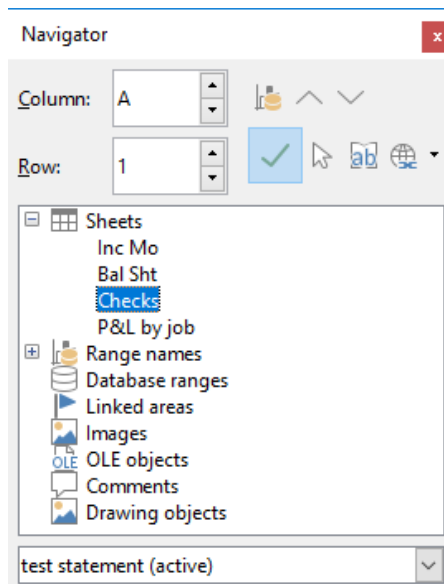 Navigator
x
Column:
A
Row:
1
ab
Sheets
Inc Mo
Bal Sht
Checks
P&L by job
Range names
Database ranges
Linked areas
Images
OLE
OLE objects
Comments
Drawing objects
test statement (active)